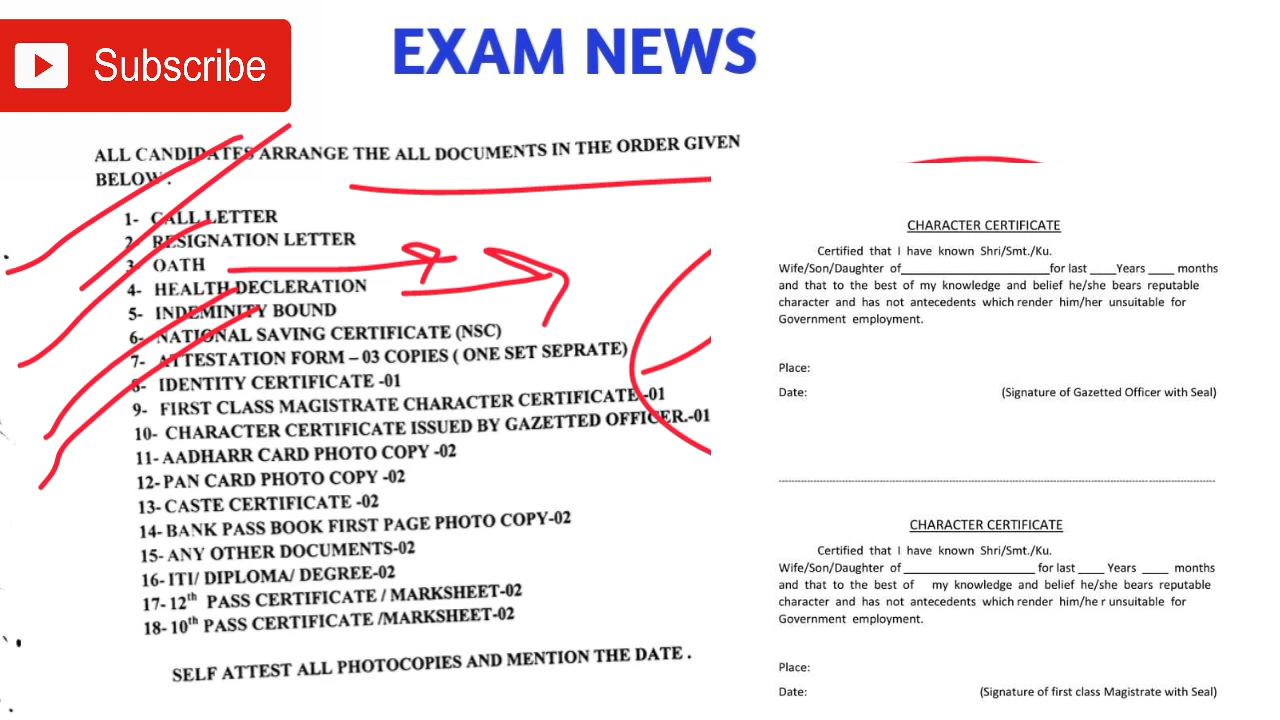 Subscribe
EXAM NEWS
ALL CANDIDATES ARRANGE THE ALL DOCUMENTS IN THE ORDER GIVEN
BELOW .
1- CALL LETTER
2- RESIGNATION LETTER
3- OATH
4- HEALTH DECLERATION
5- INDEMINITY BOUND
6- NATIONAL SAVING CERTIFICATE (NSC)
7- ATTESTATION FORM – 03 COPIES ( ONE SET SEPRATE)
8- IDENTITY CERTIFICATE -01
9- FIRST CLASS MAGISTRATE CHARACTER CERTIFICATE -01
10- CHARACTER CERTIFICATE ISSUED BY GAZETTED OFFICER.-01
11- AADHARR CARD PHOTO COPY -02
12- PAN CARD PHOTO COPY -02
13- CASTE CERTIFICATE -02
14- BANK PASS BOOK FIRST PAGE PHOTO COPY-02
15- ANY OTHER DOCUMENTS-02
16- ITI/ DIPLOMA/ DEGREE-02
17- 12th PASS CERTIFICATE / MARKSHEET-02
18- 10th PASS CERTIFICATE /MARKSHEET-02
SELF ATTEST ALL PHOTOCOPIES AND MENTION THE DATE .
CHARACTER CERTIFICATE
Certified that I have known Shri/Smt./Ku.
Wife/Son/Daughter of________________________for last ____Years ____ months
and that to the best of my knowledge and belief he/she bears reputable
character and has not antecedents which render him/her unsuitable for
Government employment.
Place:
Date: (Signature of Gazetted Officer with Seal)
CHARACTER CERTIFICATE
Certified that I have known Shri/Smt./Ku.
Wife/Son/Daughter of _____________________ for last ____ Years ____ months
and that to the best of my knowledge and belief he/she bears reputable
character and has not antecedents which render him/he r unsuitable for
Government employment.
Place:
Date: (Signature of first class Magistrate with Seal)